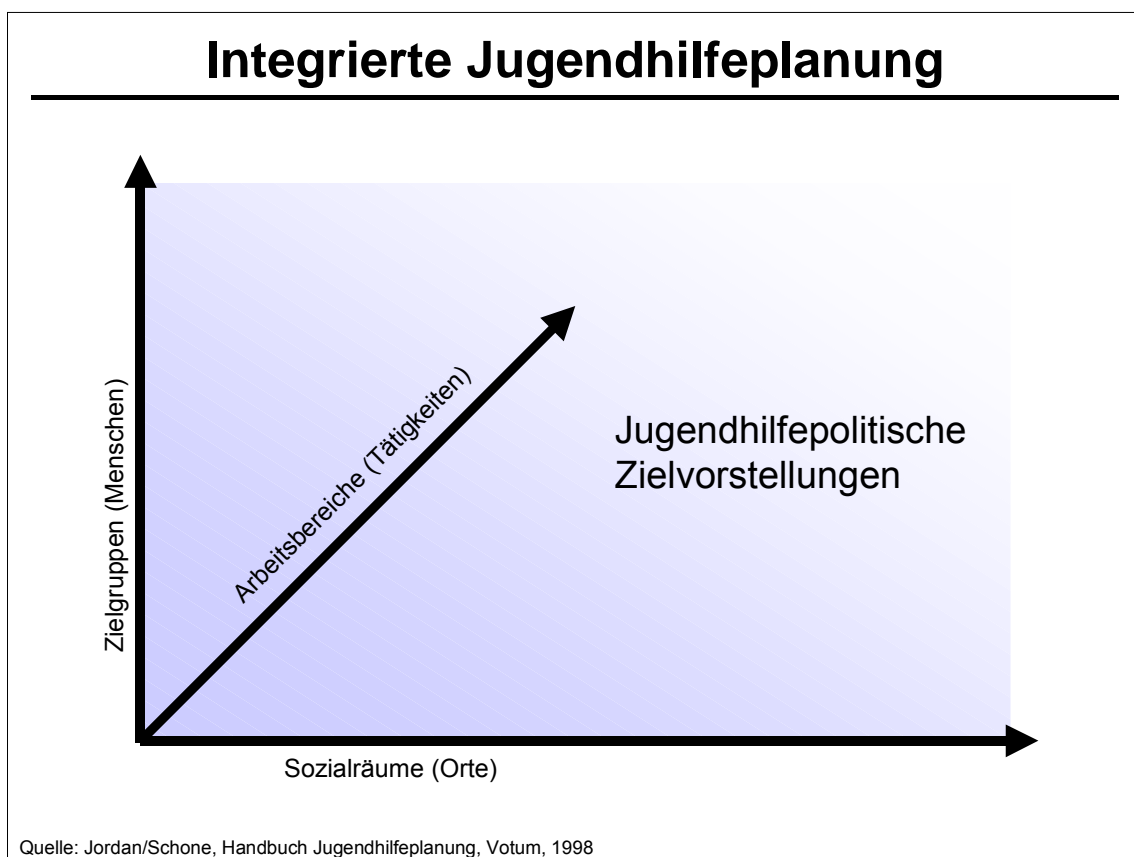 Integrierte Jugendhilfeplanung
Zielgruppen (Menschen)
Arbeitsbereiche (Tätigkeiten)
Jugendhilfepolitische
Zielvorstellungen
Sozialräume (Orte)
Quelle: Jordan/Schone, Handbuch Jugendhilfeplanung, Votum, 1998